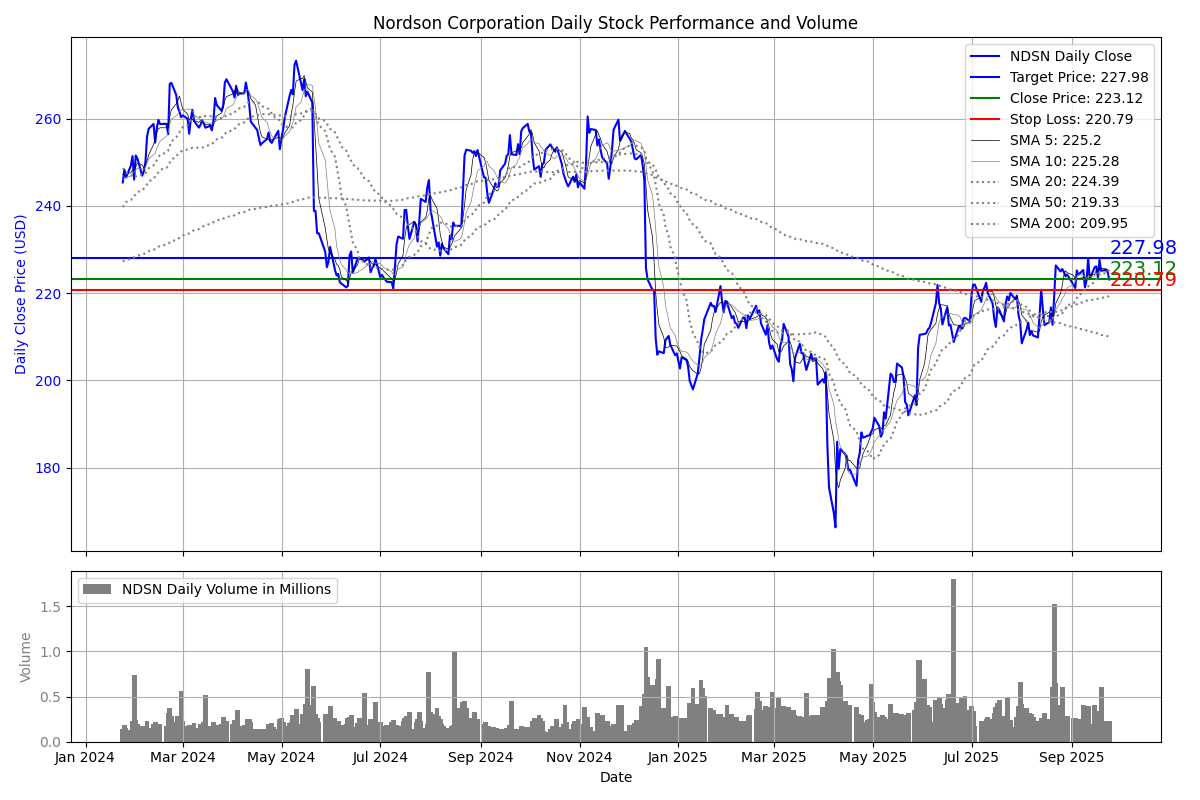 Nordson Corporation Daily Stock Performance and Volume
NDSN Daily Close
Target Price: 227.98
Close Price: 223.12
Stop Loss: 220.79
SMA 5: 225.2
SMA 10: 225.28
SMA 20: 224.39
SMA 50: 219.33
SMA 200: 209.95
Daily Close Price (USD)
260
240
220
200
180
227.98
223.12
220.79
NDSN Daily Volume in Millions
Volume
1.5
1.0
0.5
0.0
Jan 2024
Mar 2024
May 2024
Jul 2024
Sep 2024
Nov 2024
Jan 2025
Mar 2025
May 2025
Jul 2025
Sep 2025
Date